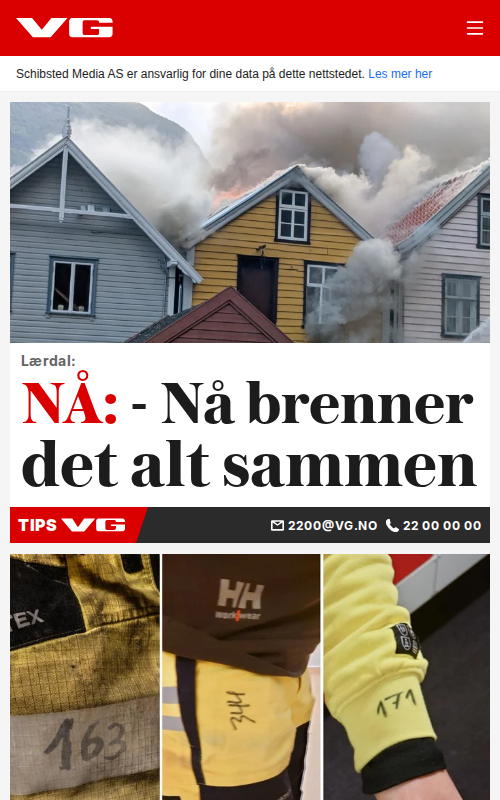 VG
Schibsted Media AS er ansvarlig for dine data på dette nettstedet. Les mer her
Lærdal:
NÅ: - Nå brenner
det alt sammen
TIPS VG 2200@VG.NO 22 00 00 00
TEX
HH
workwear
163
344
171